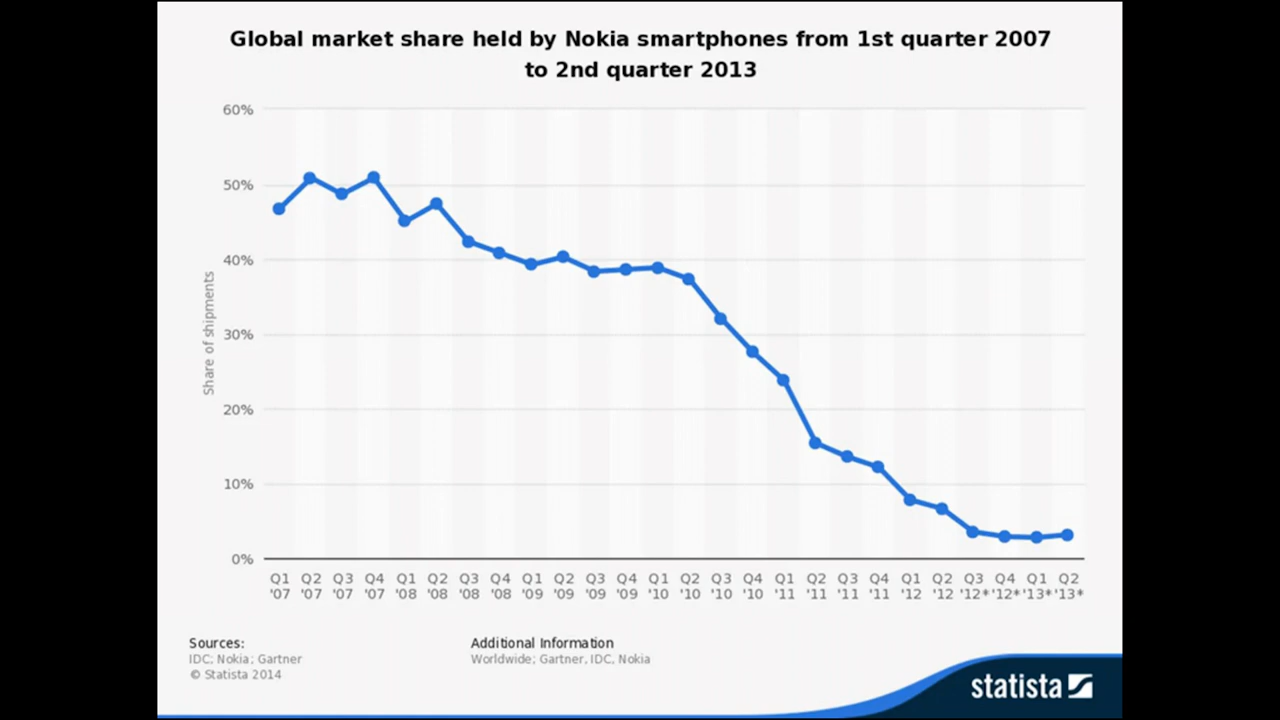 Global market share held by Nokia smartphones from 1st quarter 2007
to 2nd quarter 2013
60%
50%
40%
30%
20%
10%
0%
Share of shipments
Q1 Q2 Q3 Q4 Q1 Q2 Q3 Q4 Q1 Q2 Q3 Q4 Q1 Q2 Q3 Q4 Q1 Q2 Q3 Q4 Q1 Q2 Q3 Q4 Q1 Q2
'07 '07 '07 '07 '08 '08 '08 '08 '09 '09 '09 '09 '10 '10 '10 '10 '11 '11 '11 '11 '12 '12 '12* '12* '13* '13*
Sources:
IDC; Nokia; Gartner
© Statista 2014
Additional Information
Worldwide; Gartner, IDC, Nokia
statista